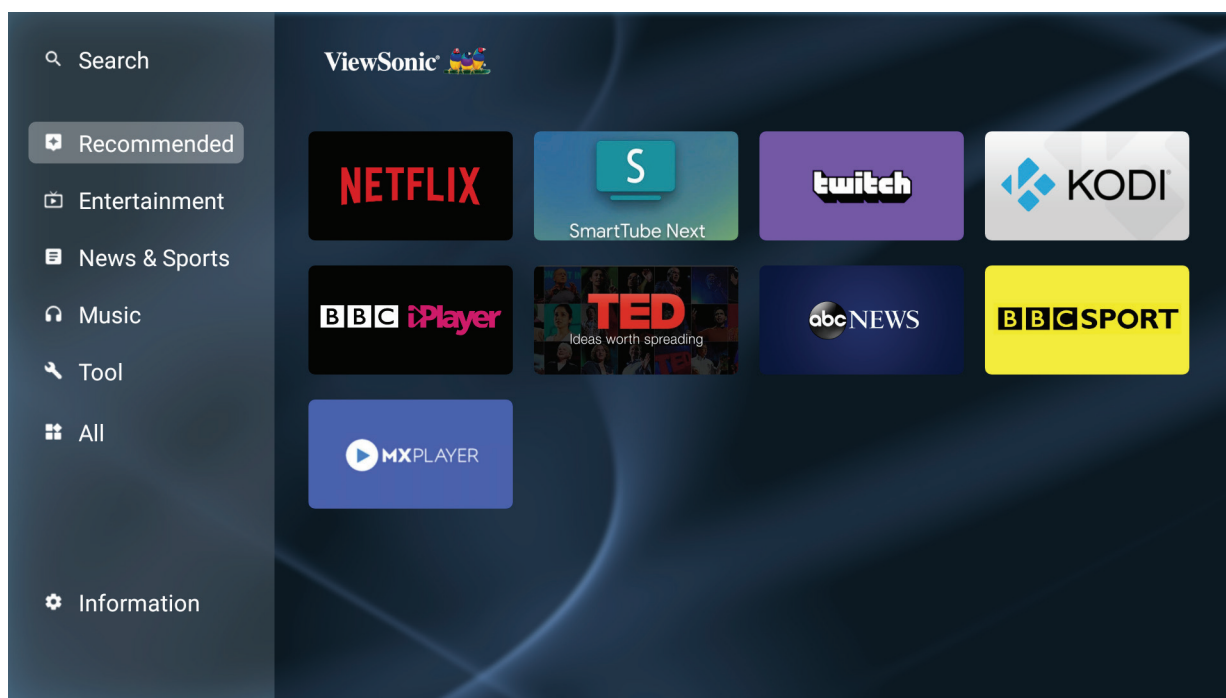 Search
ViewSonic
Recommended
Entertainment
News & Sports
Music
Tool
All
Information
NETFLIX
S
SmartTube Next
twitch
KODI
BBC iPlayer
TED
Ideas worth spreading
abc NEWS
BBC SPORT
MXPLAYER